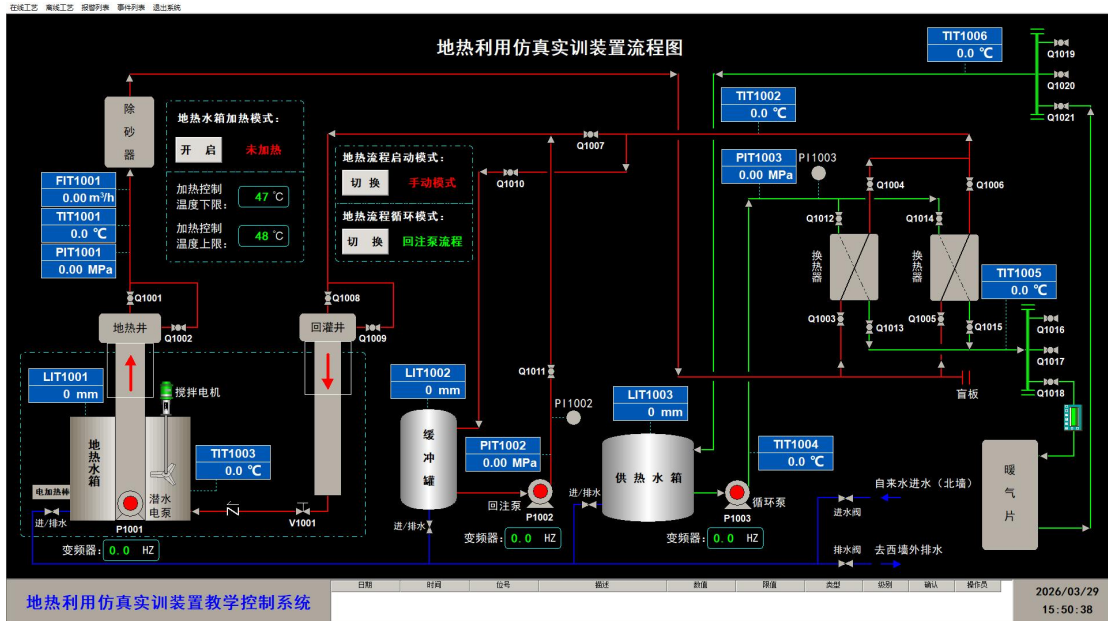 在线工艺 离线工艺 报警列表 事件列表 退出系统
地热利用仿真实训装置流程图
TIT1006
0.0 ℃
Q1019
Q1020
Q1021
除砂器
地热水箱加热模式：
开 启 未加热
加热控制
温度下限： 47 ℃
加热控制
温度上限： 48 ℃
TIT1002
0.0 ℃
Q1007
地热流程启动模式：
切 换 手动模式
地热流程循环模式：
切 换 回注泵流程
Q1010
PIT1003
0.00 MPa
PI1003
Q1004
Q1006
Q1012
Q1014
FIT1001
0.00 m³/h
TIT1001
0.0 ℃
PIT1001
0.00 MPa
换热器
换热器
TIT1005
0.0 ℃
Q1001
Q1008
地热井
Q1002
回灌井
Q1009
Q1003
Q1013
Q1005
Q1015
Q1016
Q1017
Q1018
LIT1001
0 mm
搅拌电机
LIT1002
0 mm
Q1011
PI1002
LIT1003
0 mm
盲板
地热水箱
TIT1003
0.0 ℃
缓冲罐
PIT1002
0.00 MPa
TIT1004
0.0 ℃
供热水箱
暖气片
电加热棒
潜水电泵
进/排水
P1001
V1001
进/排水
回注泵
P1002
进/排水
循环泵
P1003
自来水进水（北墙）
进水阀
变频器： 0.0 HZ
变频器： 0.0 HZ
变频器： 0.0 HZ
排水阀 去西墙外排水
地热利用仿真实训装置教学控制系统
日期 时间 位号 描述 数值 限值 类型 级别 确认 操作员
2026/03/29
15:50:38